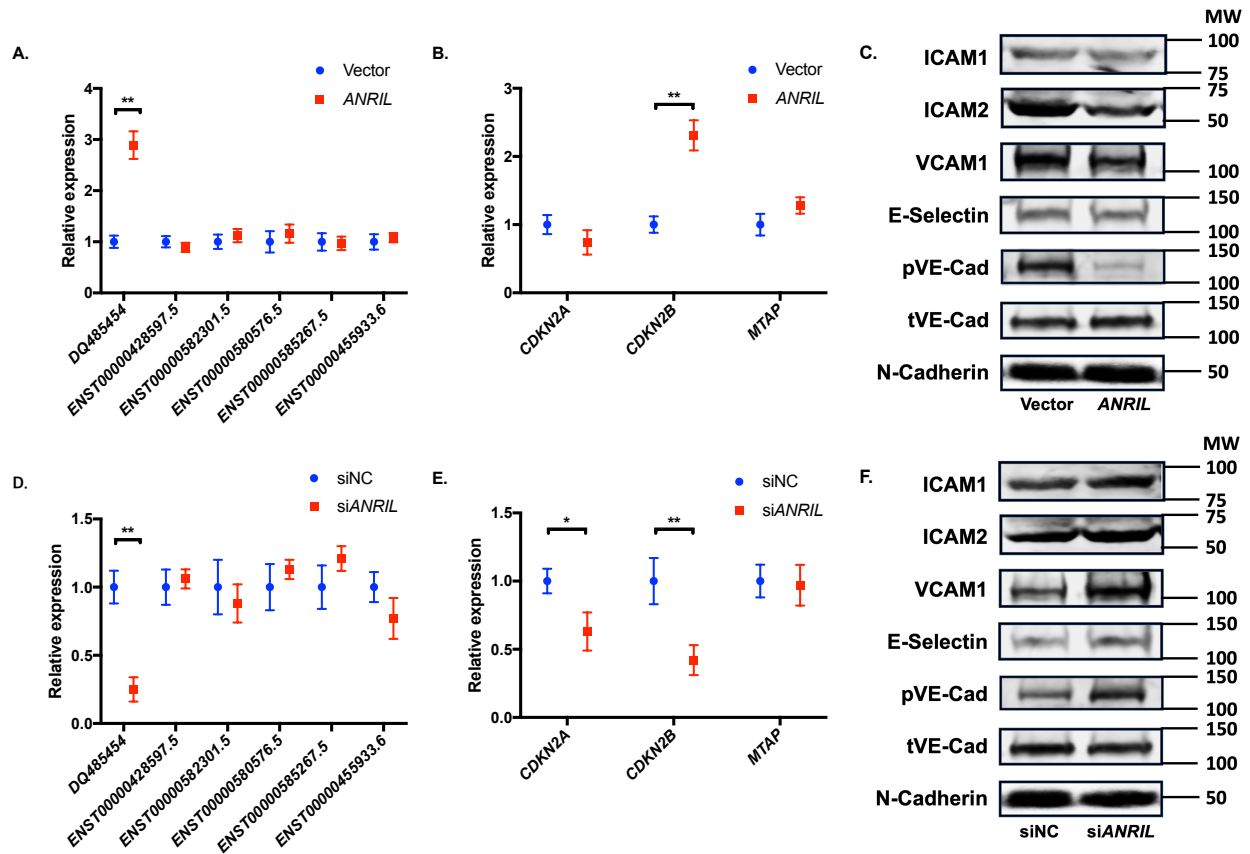 A.
Vector
ANRIL
**
4
3
2
1
0
Relative expression
DQ485454
ENST00000428597.5
ENST00000582301.5
ENST00000580576.5
ENST00000585267.5
ENST00000455933.6
B.
Vector
ANRIL
**
3
2
1
0
Relative expression
CDKN2A
CDKN2B
MTAP
C.
MW
ICAM1
100
75
ICAM2
75
50
VCAM1
100
E-Selectin
150
100
pVE-Cad
150
100
tVE-Cad
150
100
N-Cadherin
50
Vector ANRIL
D.
siNC
siANRIL
**
1.5
1.0
0.5
0.0
Relative expression
DQ485454
ENST00000428597.5
ENST00000582301.5
ENST00000580576.5
ENST00000585267.5
ENST00000455933.6
E.
siNC
siANRIL
*
**
1.5
1.0
0.5
0.0
Relative expression
CDKN2A
CDKN2B
MTAP
F.
MW
ICAM1
100
75
ICAM2
75
50
VCAM1
100
E-Selectin
150
100
pVE-Cad
150
100
tVE-Cad
150
100
N-Cadherin
50
siNC siANRIL